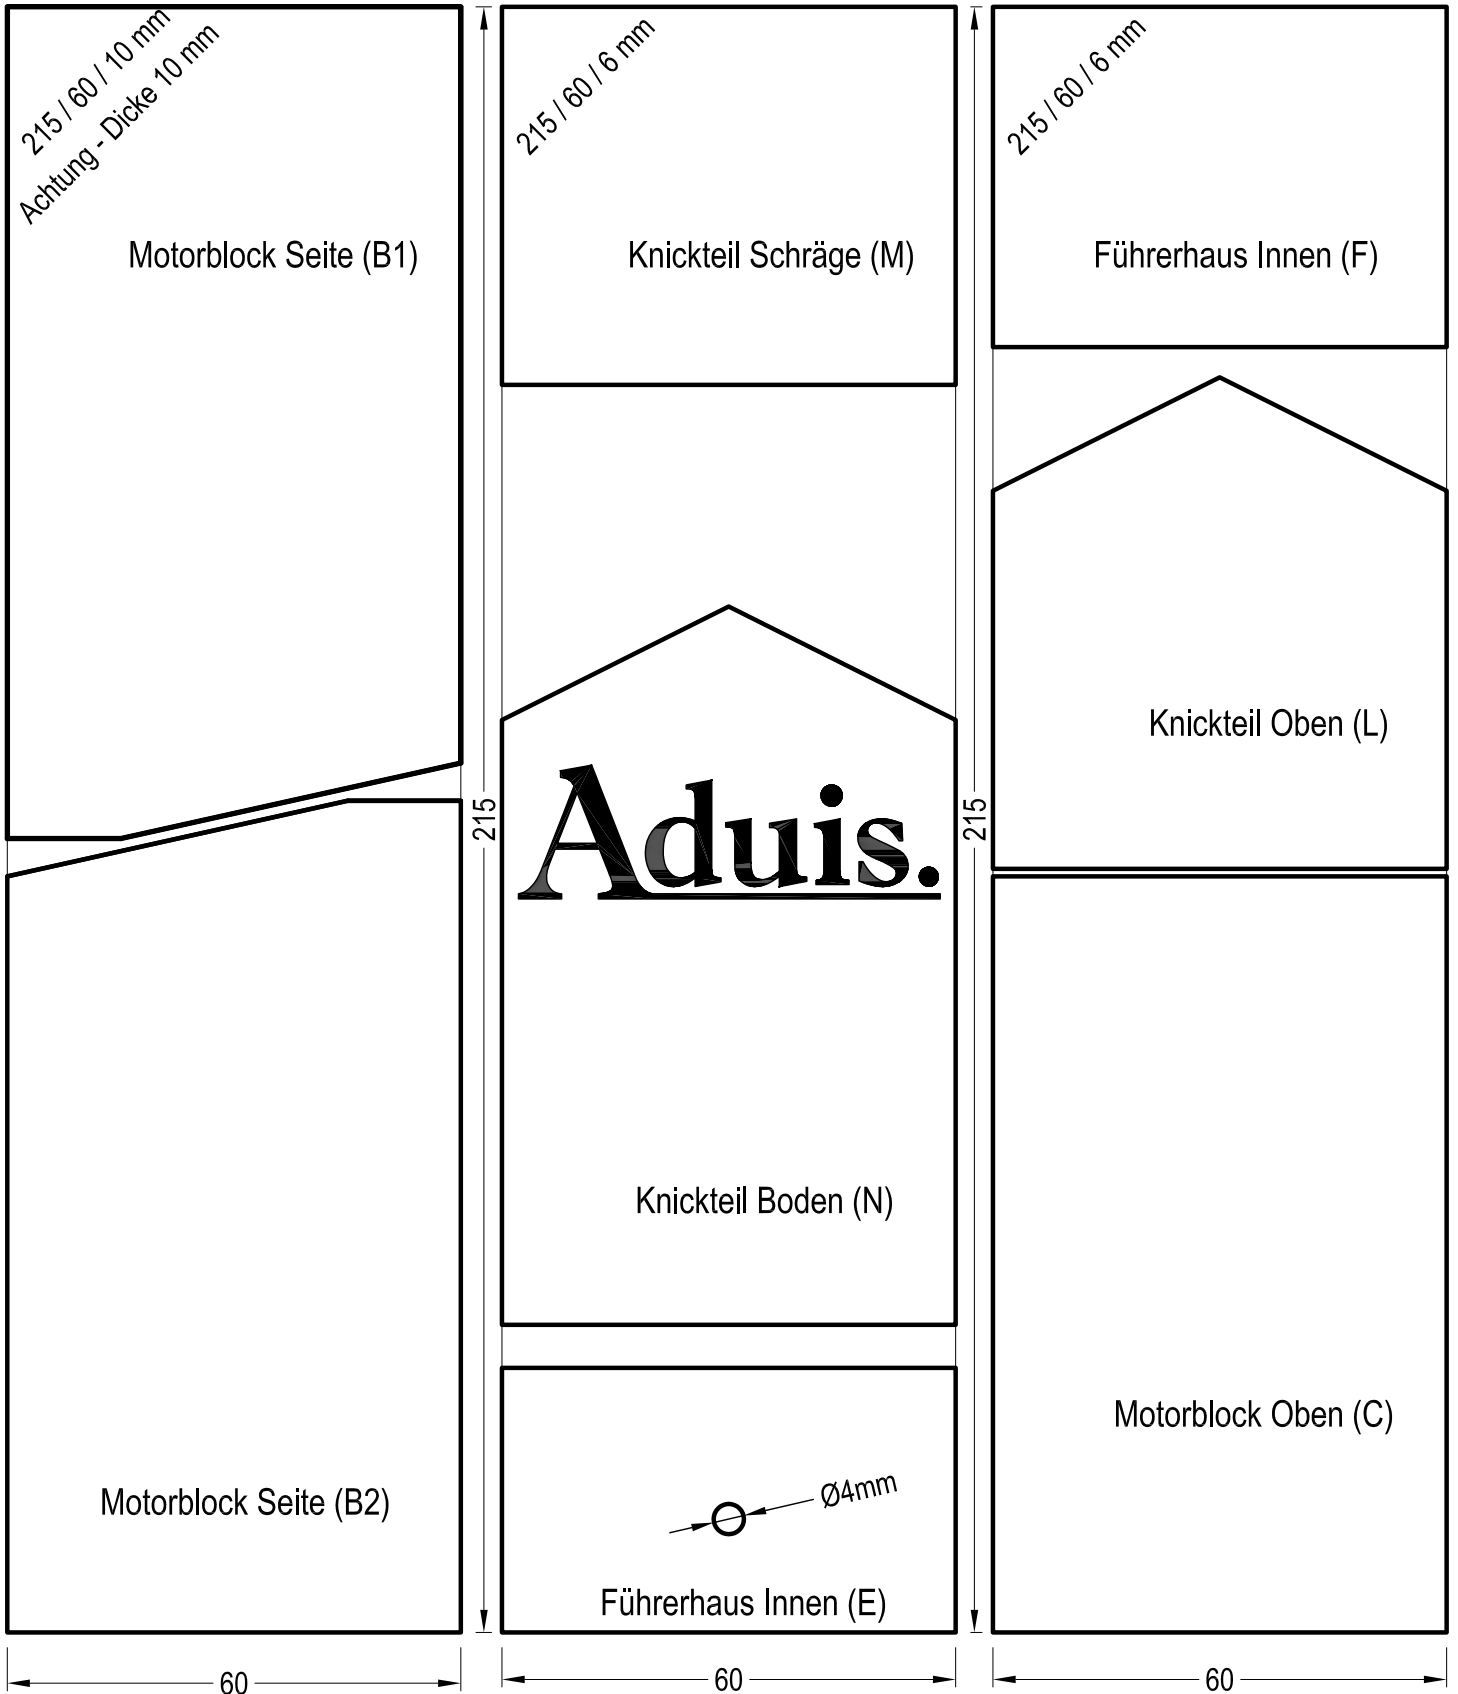 215 / 60 / 10 mm
Achtung - Dicke 10 mm
Motorblock Seite (B1)
Motorblock Seite (B2)
60
215
215 / 60 / 6 mm
Knickteil Schräge (M)
Aduis.
Knickteil Boden (N)
Ø4mm
Führerhaus Innen (E)
60
215
215 / 60 / 6 mm
Führerhaus Innen (F)
Knickteil Oben (L)
Motorblock Oben (C)
60